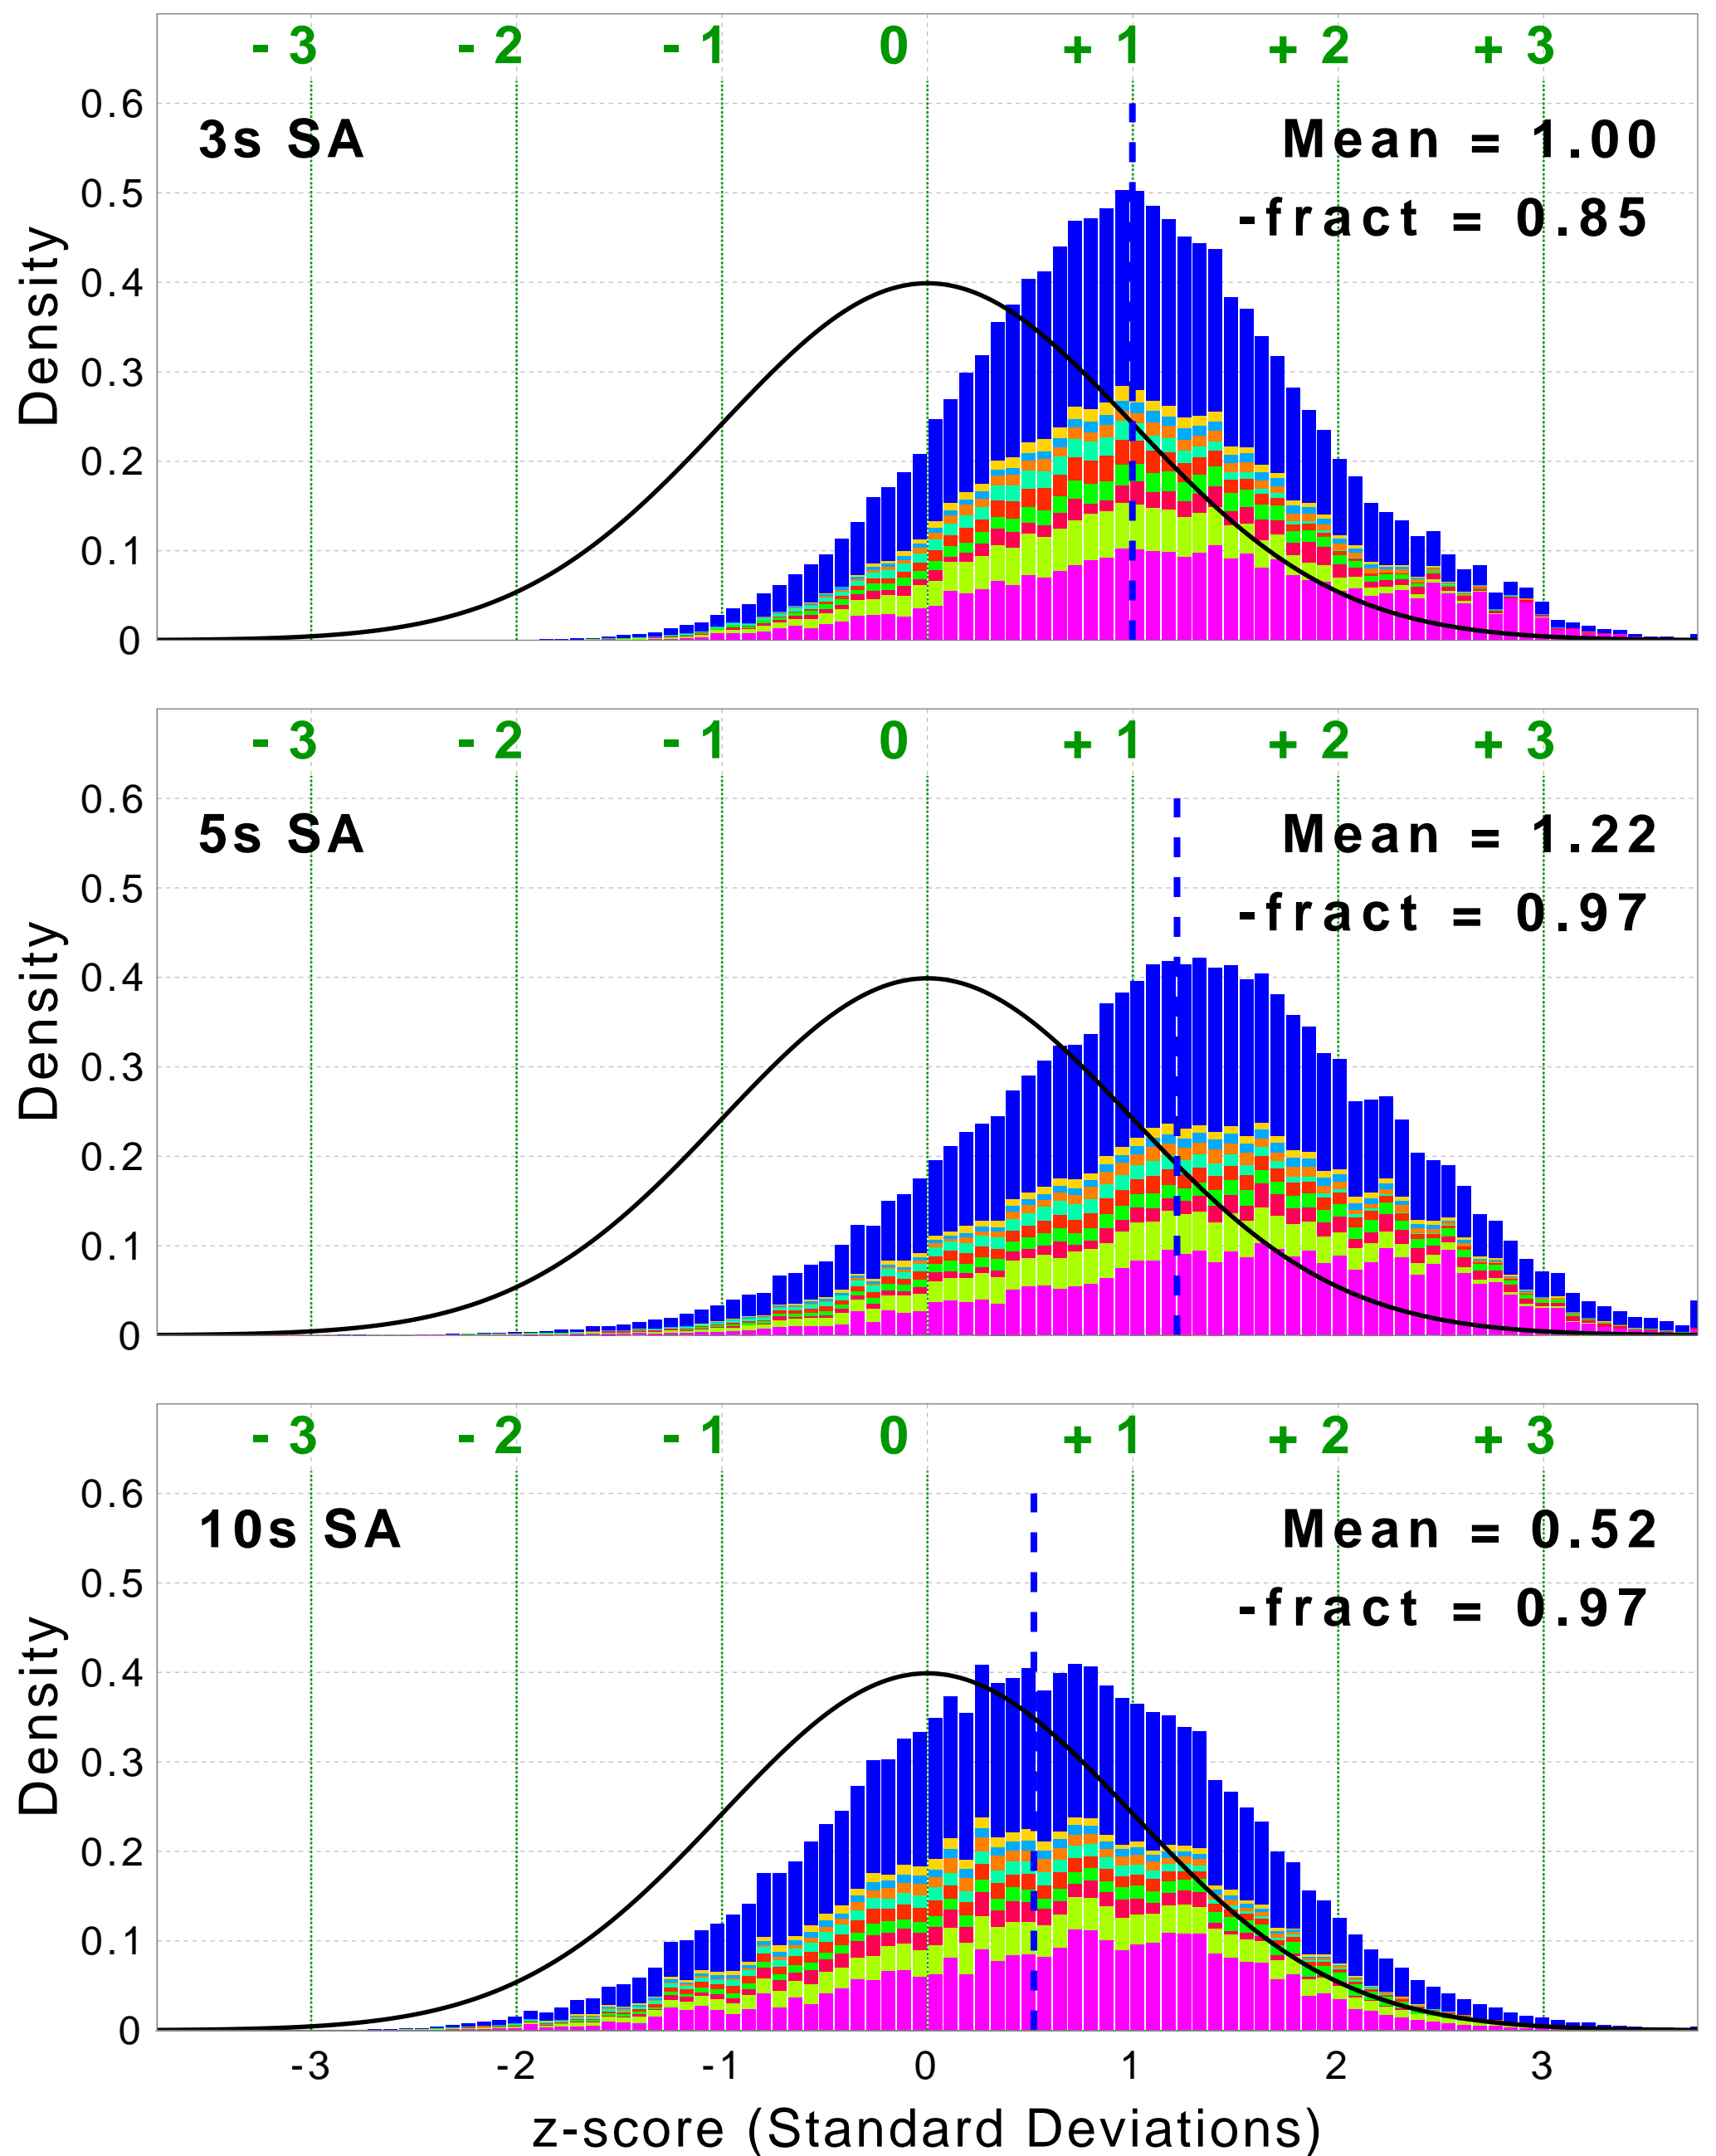 - 3 - 2 - 1 0 + 1 + 2 + 3
0.6
3s SA Mean = 1.00
0.5
-fract = 0.85
0.4
Density
0.3
0.2
0.1
0
- 3 - 2 - 1 0 + 1 + 2 + 3
0.6
5s SA Mean = 1.22
0.5
-fract = 0.97
0.4
Density
0.3
0.2
0.1
0
- 3 - 2 - 1 0 + 1 + 2 + 3
0.6
10s SA Mean = 0.52
0.5
-fract = 0.97
0.4
Density
0.3
0.2
0.1
0
-3 -2 -1 0 1 2 3
z-score (Standard Deviations)